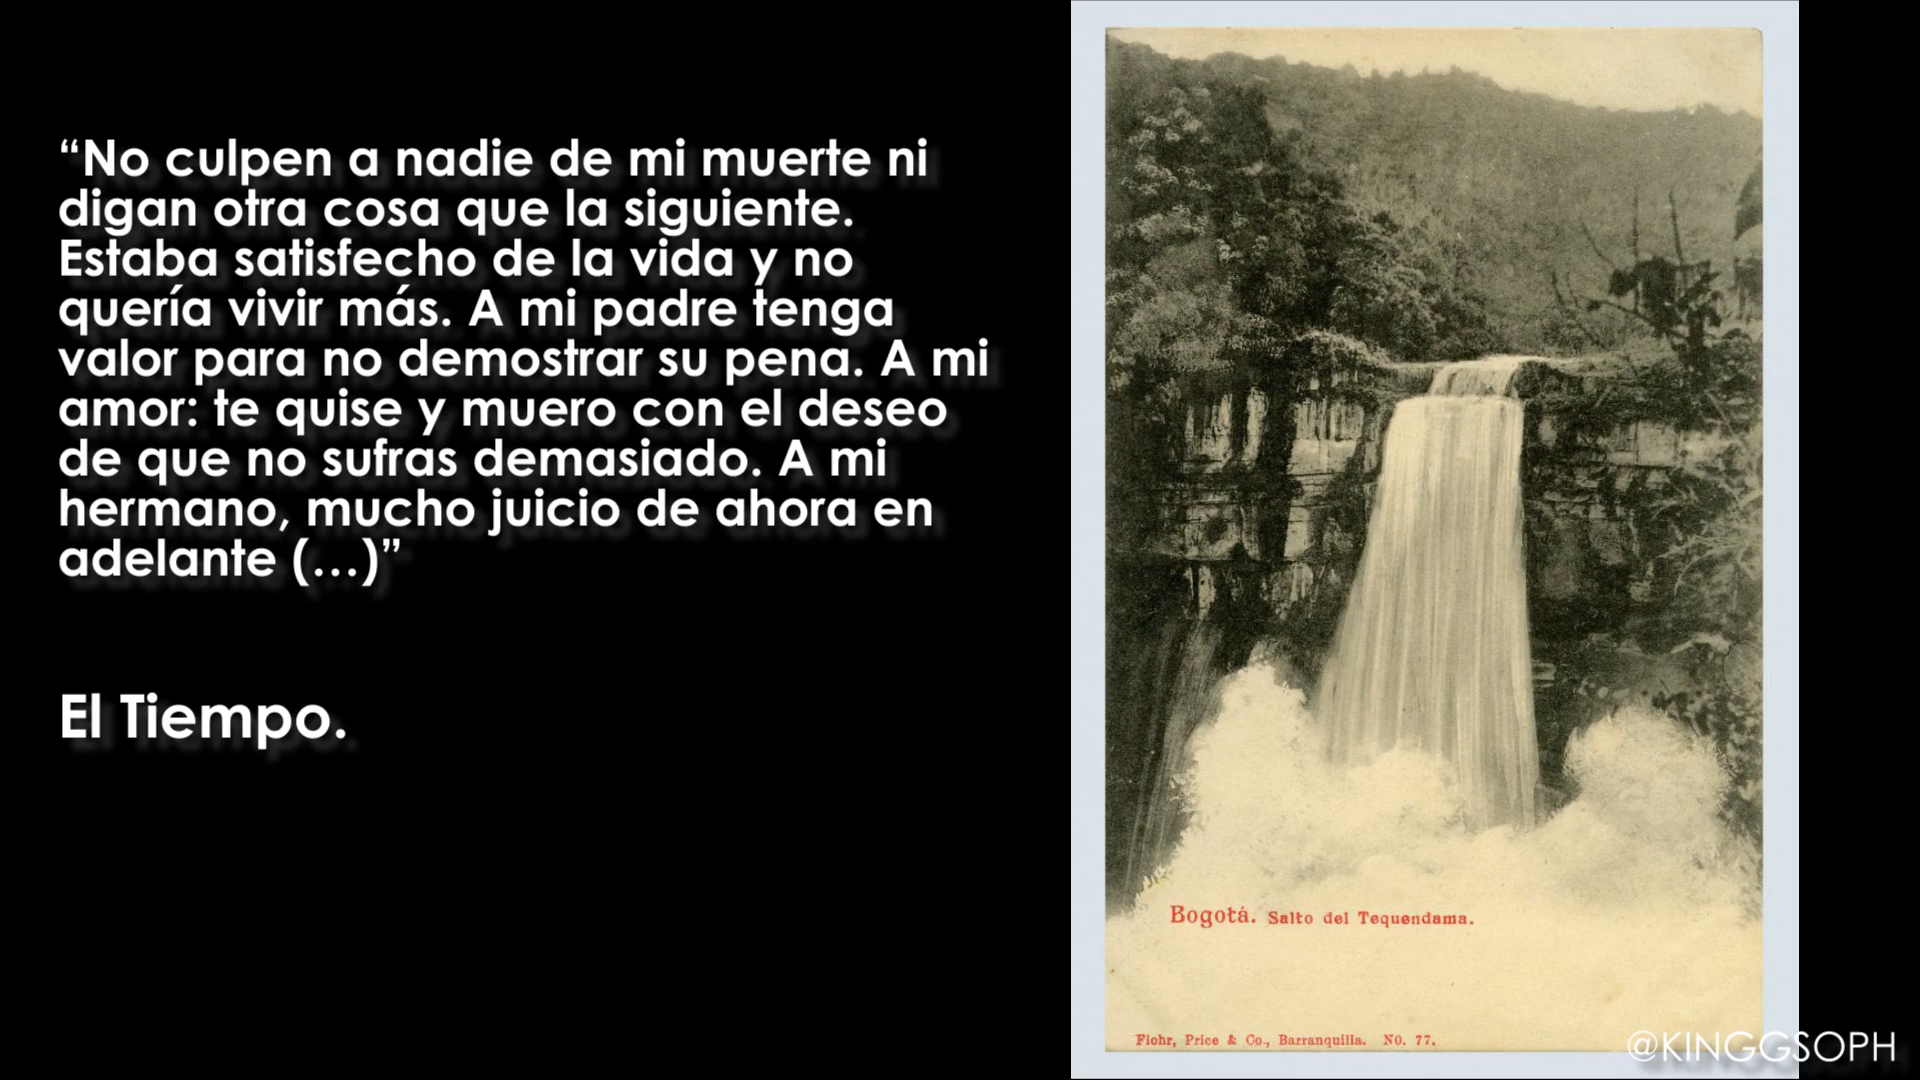 “No culpen a nadie de mi muerte ni
digan otra cosa que la siguiente.
Estaba satisfecho de la vida y no
quería vivir más. A mi padre tenga
valor para no demostrar su pena. A mi
amor: te quise y muero con el deseo
de que no sufras demasiado. A mi
hermano, mucho juicio de ahora en
adelante (...)”
El Tiempo.
Bogotá. Salto del Tequendama.
Flohr, Price & Co., Barranquilla. NO. 77.
@KINGGSOPH